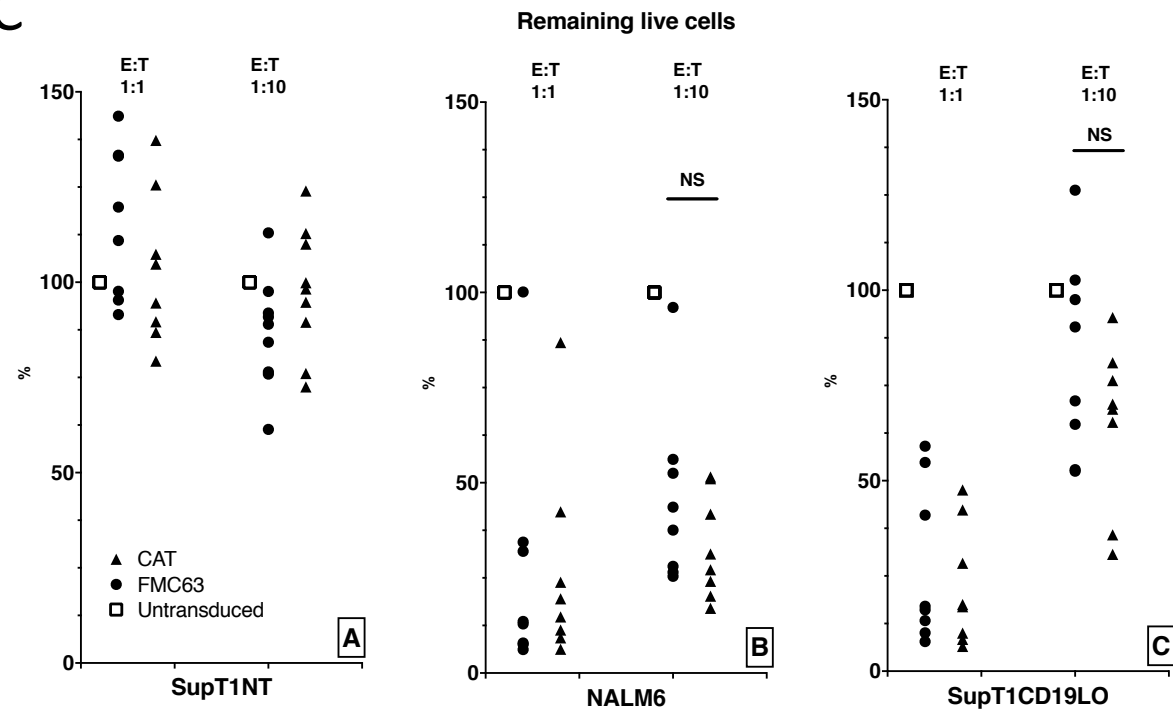 C
Remaining live cells
E:T
1:1
E:T
1:10
150
100
50
0
%
CAT
FMC63
Untransduced
A
SupT1NT
E:T
1:1
E:T
1:10
NS
150
100
50
0
%
B
NALM6
E:T
1:1
E:T
1:10
NS
150
100
50
0
%
C
SupT1CD19LO